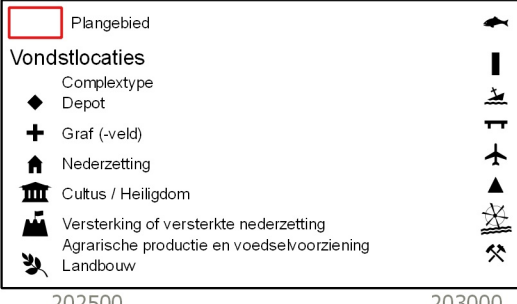 Plangebied
Vondstlocaties
Complextype
Depot
Graf (-veld)
Nederzetting
Cultus / Heiligdom
Versterking of versterkte nederzetting
Agrarische productie en voedselvoorziening
Landbouw
202500 203000